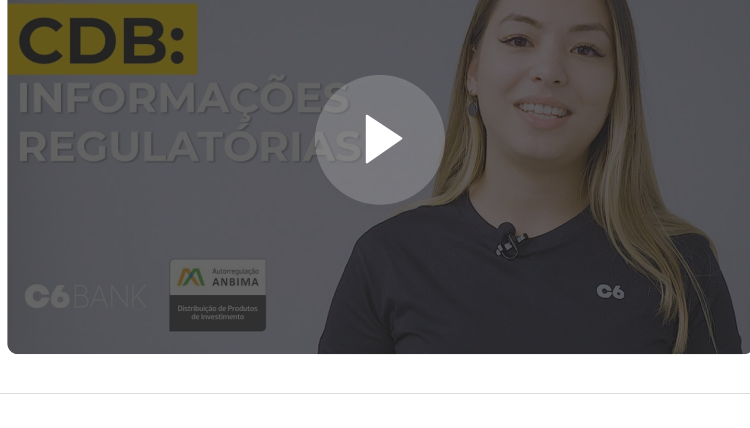 CDB:
INFORMAÇÕES
REGULATÓRIAS
C6 BANK
Autorregulação
ANBIMA
Distribuição de Produtos
de Investimento
C6